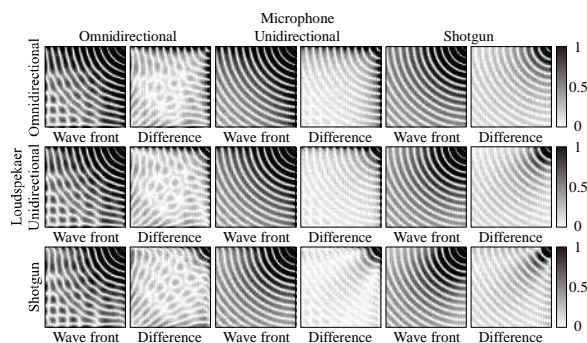 Microphone
Omnidirectional Unidirectional Shotgun
Loudspekaer
Omnidirectional
1
0.5
0
Wave front Difference Wave front Difference Wave front Difference
Unidirectional
1
0.5
0
Wave front Difference Wave front Difference Wave front Difference
Shotgun
1
0.5
0
Wave front Difference Wave front Difference Wave front Difference